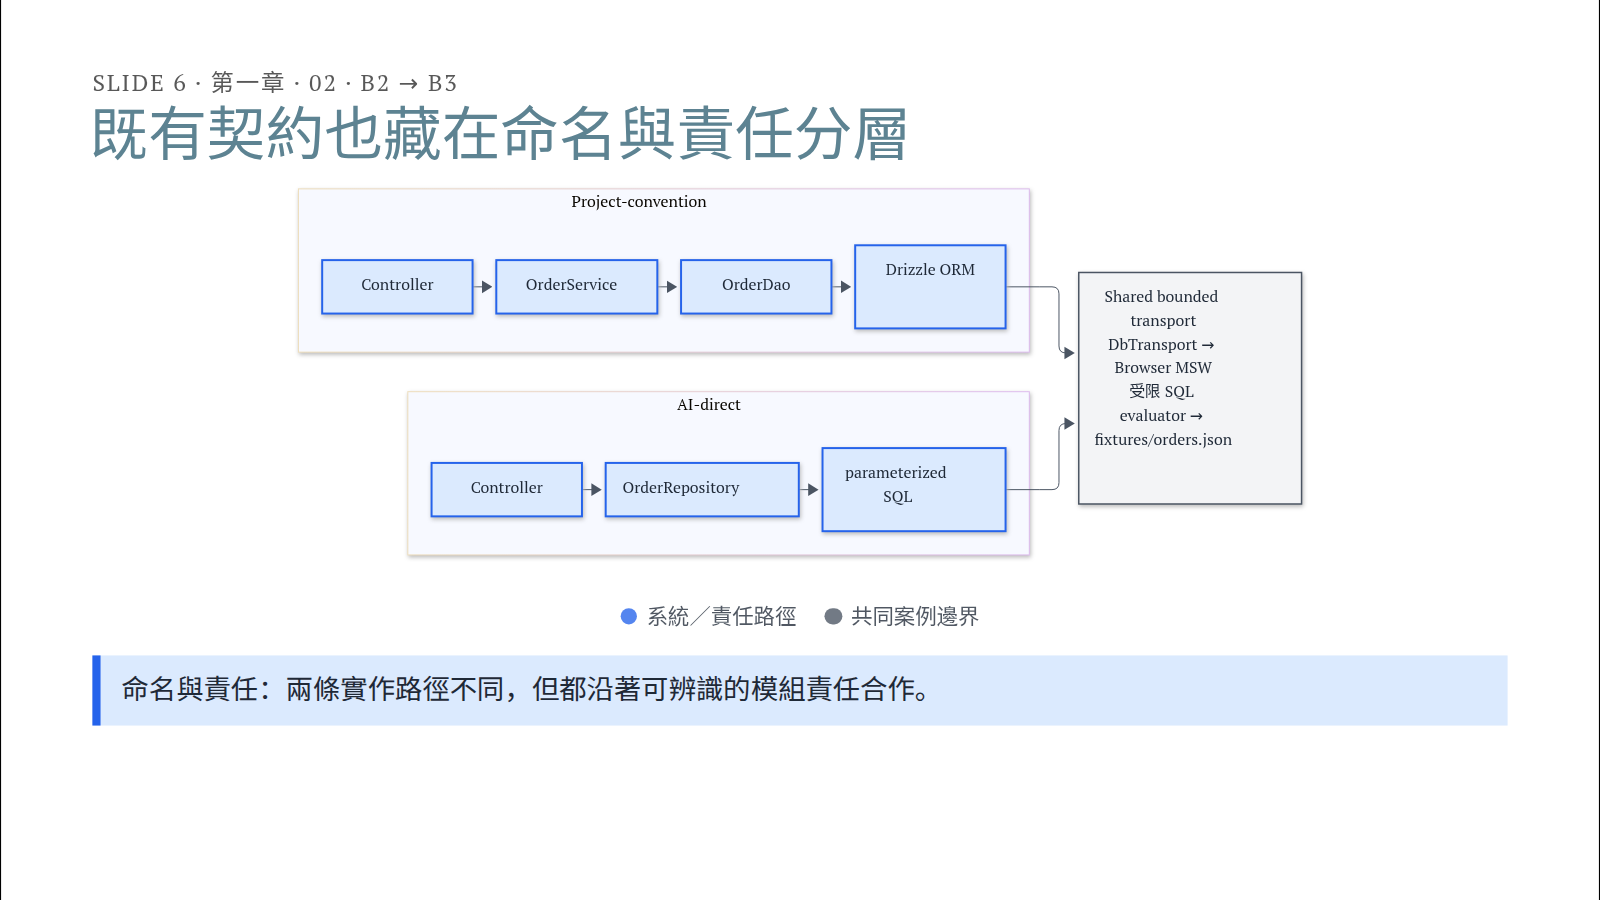 SLIDE 6 · 第一章 · 02 · B2 → B3
既有契約也藏在命名與責任分層
Project-convention
Controller
OrderService
OrderDao
Drizzle ORM
AI-direct
Controller
OrderRepository
parameterized
SQL
Shared bounded
transport
DbTransport →
Browser MSW
受限 SQL
evaluator →
fixtures/orders.json
系統／責任路徑
共同案例邊界
命名與責任：兩條實作路徑不同，但都沿著可辨識的模組責任合作。